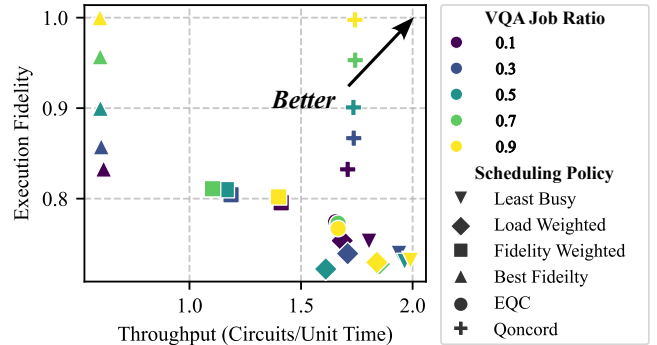 1.0
0.9
0.8
Execution Fidelity
Better
1.0
1.5
2.0
Throughput (Circuits/Unit Time)
VQA Job Ratio
0.1
0.3
0.5
0.7
0.9
Scheduling Policy
Least Busy
Load Weighted
Fidelity Weighted
Best Fideilty
EQC
Qoncord